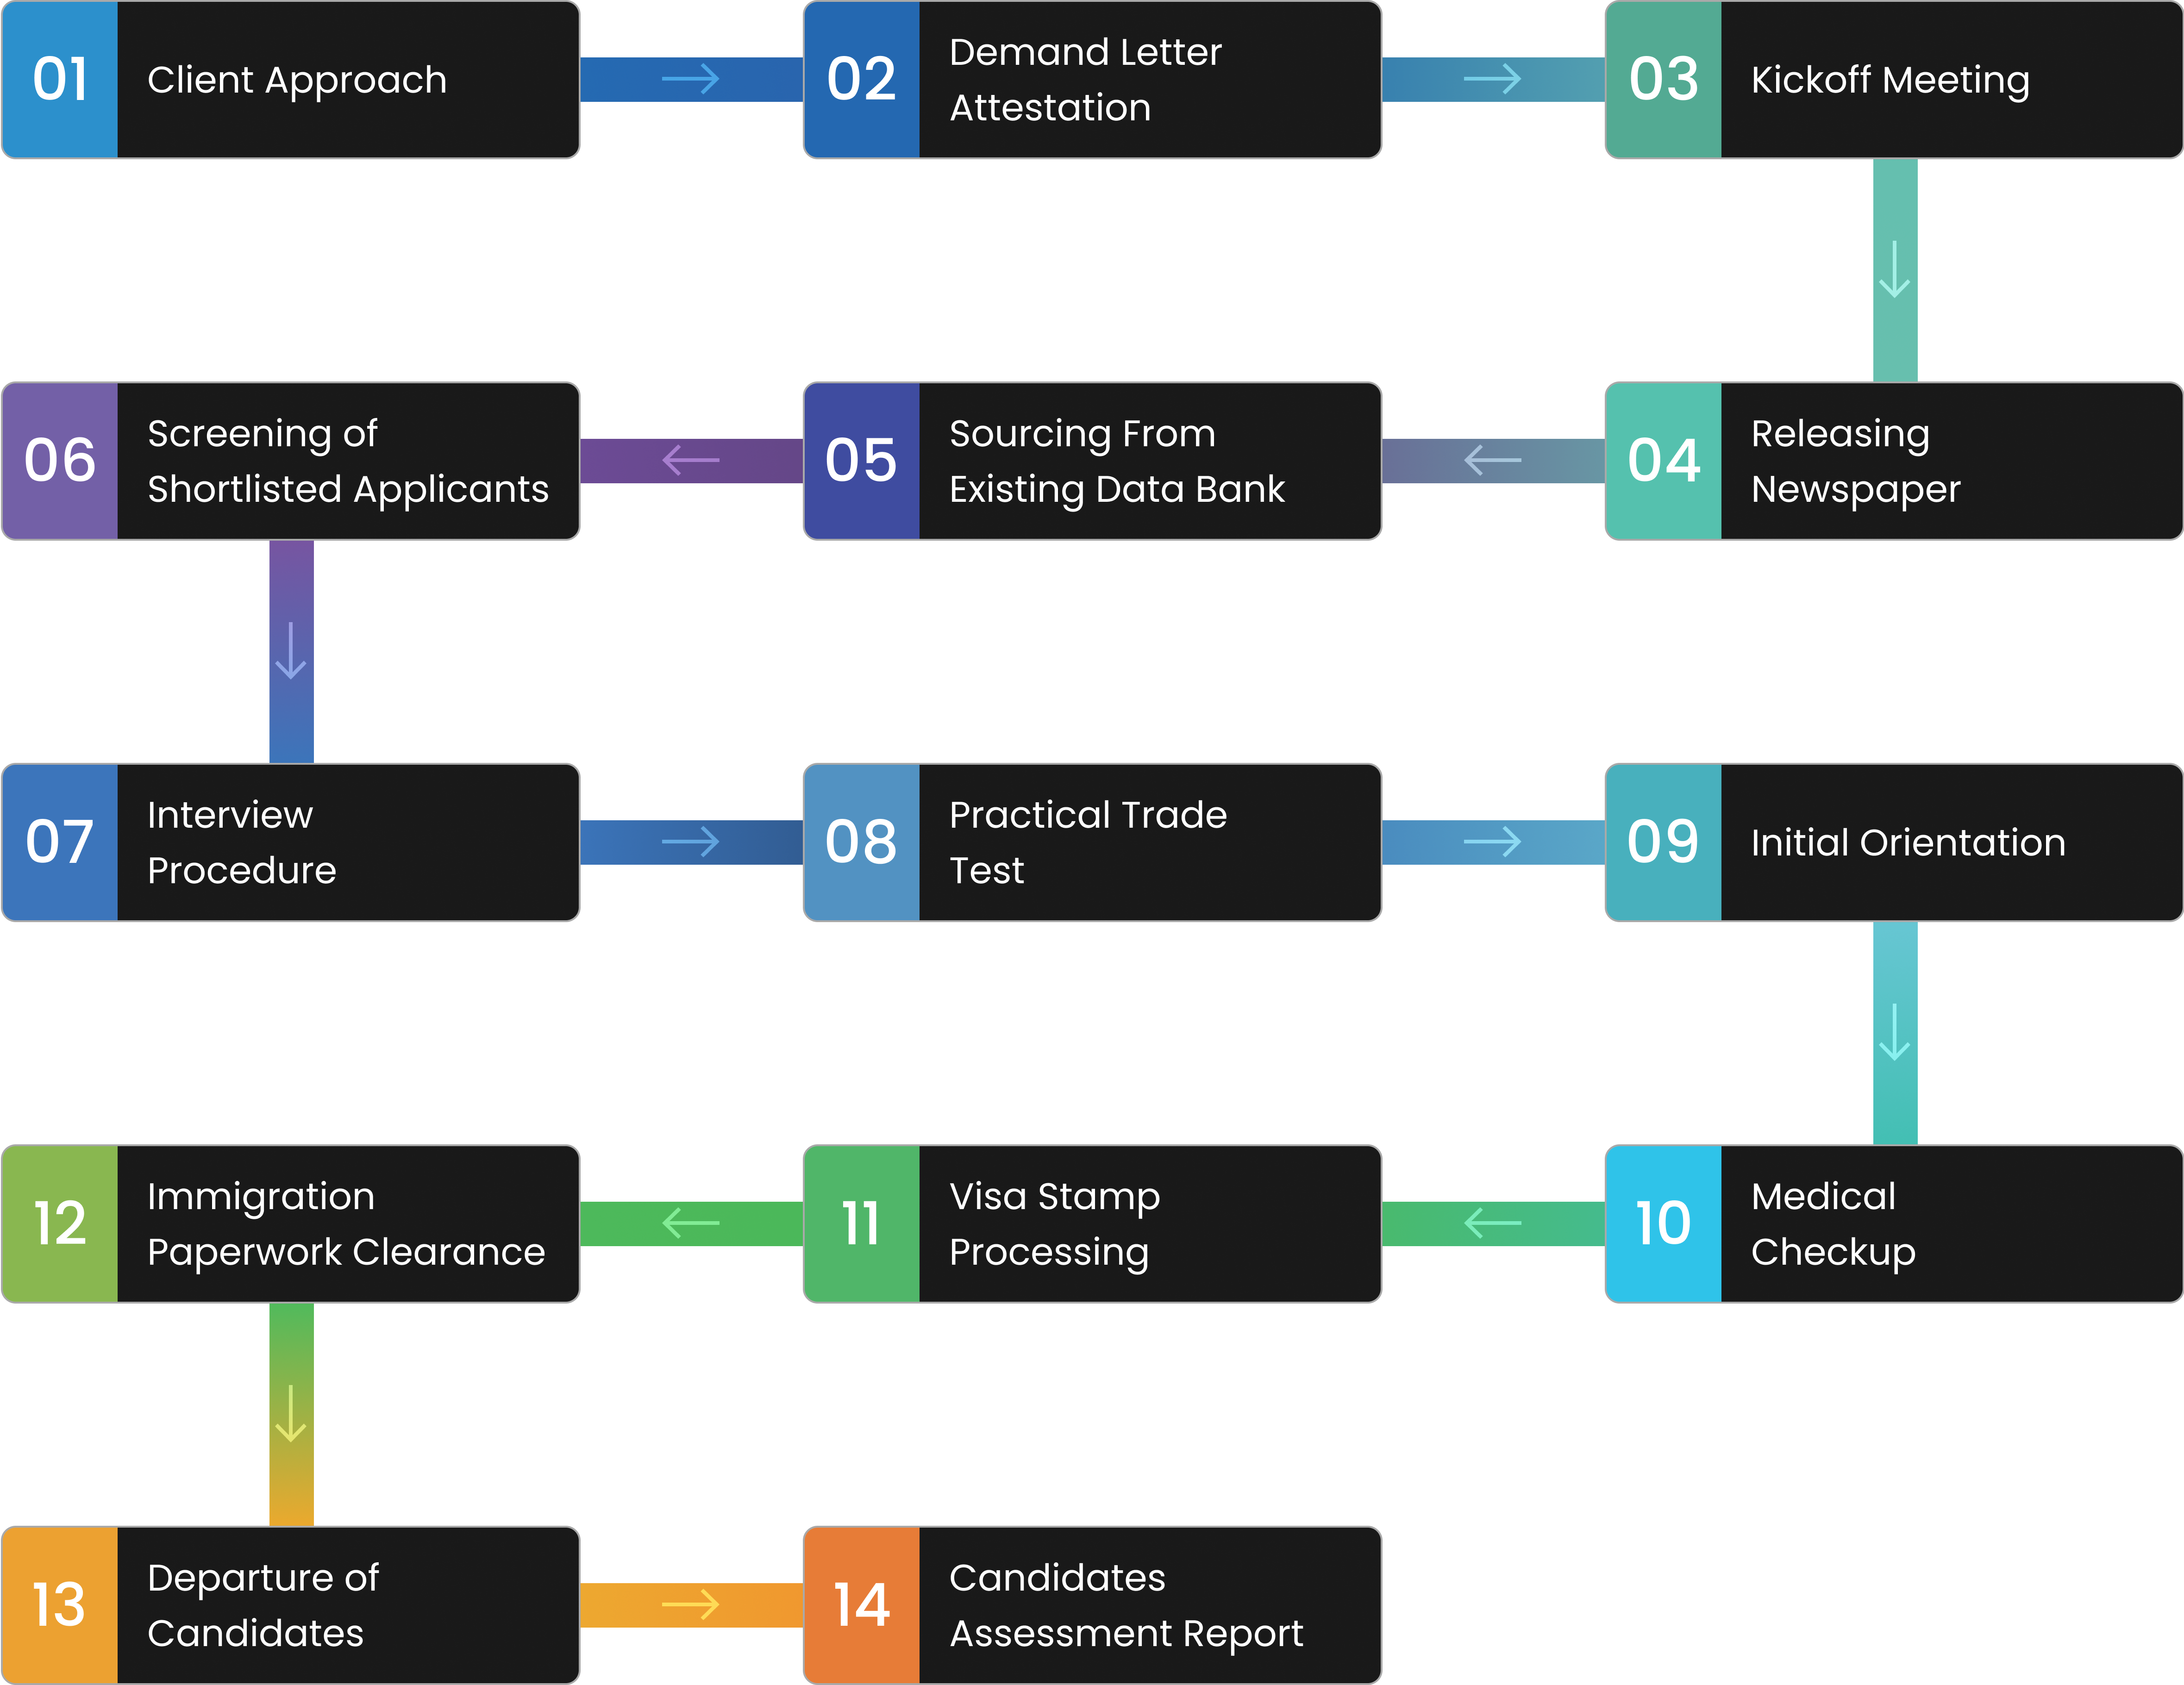 01
Client Approach
02
Demand Letter
Attestation
03
Kickoff Meeting
04
Releasing
Newspaper
05
Sourcing From
Existing Data Bank
06
Screening of
Shortlisted Applicants
07
Interview
Procedure
08
Practical Trade
Test
09
Initial Orientation
10
Medical
Checkup
11
Visa Stamp
Processing
12
Immigration
Paperwork Clearance
13
Departure of
Candidates
14
Candidates
Assessment Report